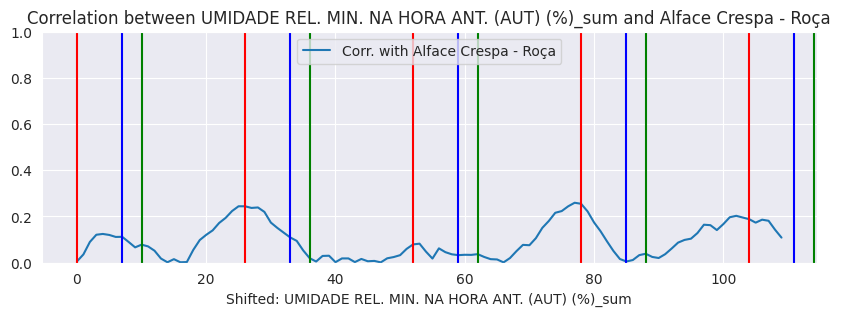 Correlation between UMIDADE REL. MIN. NA HORA ANT. (AUT) (%)_sum and Alface Crespa - Roça
Corr. with Alface Crespa - Roça
1.0
0.8
0.6
0.4
0.2
0.0
0 20 40 60 80 100
Shifted: UMIDADE REL. MIN. NA HORA ANT. (AUT) (%)_sum